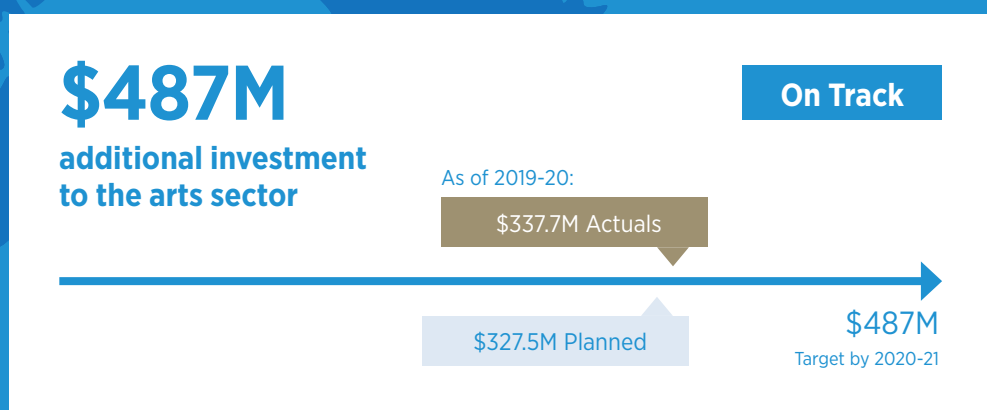 $487M
additional investment
to the arts sector
On Track
As of 2019-20:
$337.7M Actuals
$327.5M Planned
$487M
Target by 2020-21